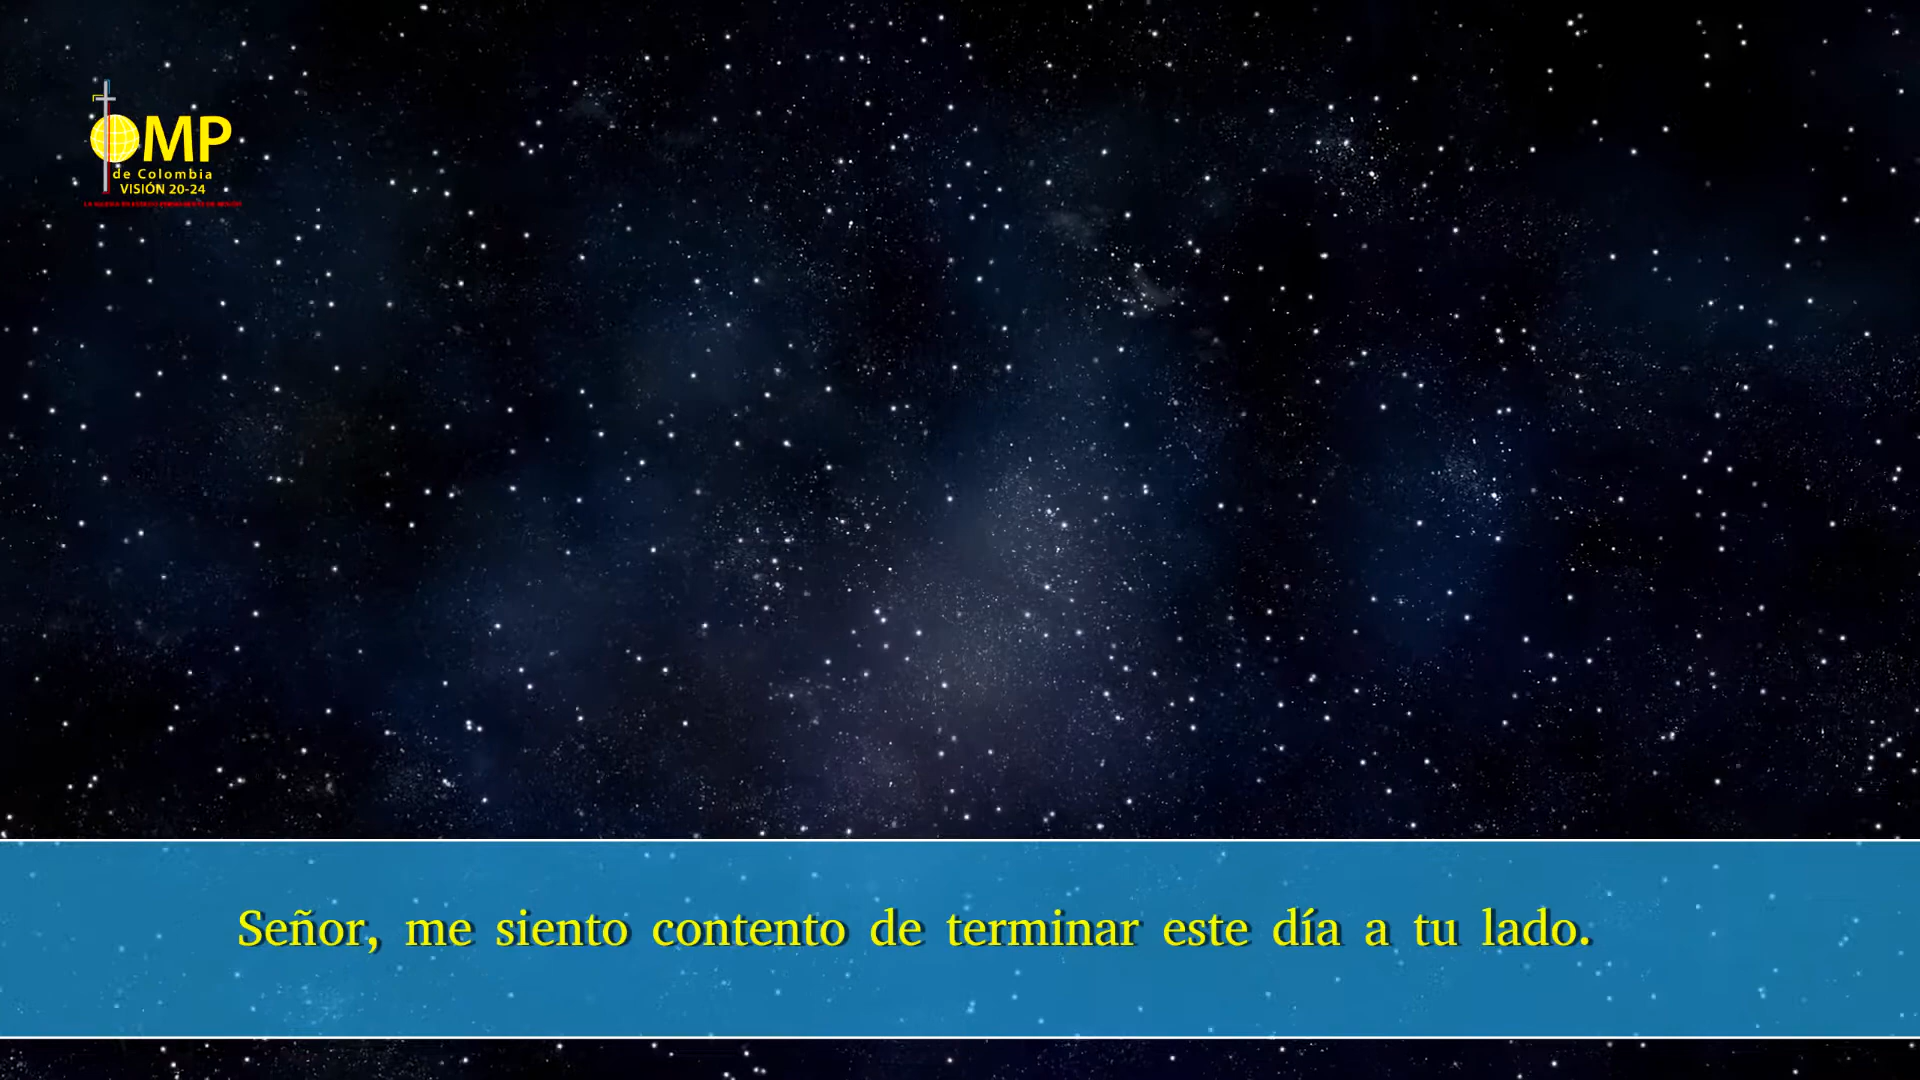 OMP
de Colombia
VISIÓN 20-24
Señor, me siento contento de terminar este día a tu lado.